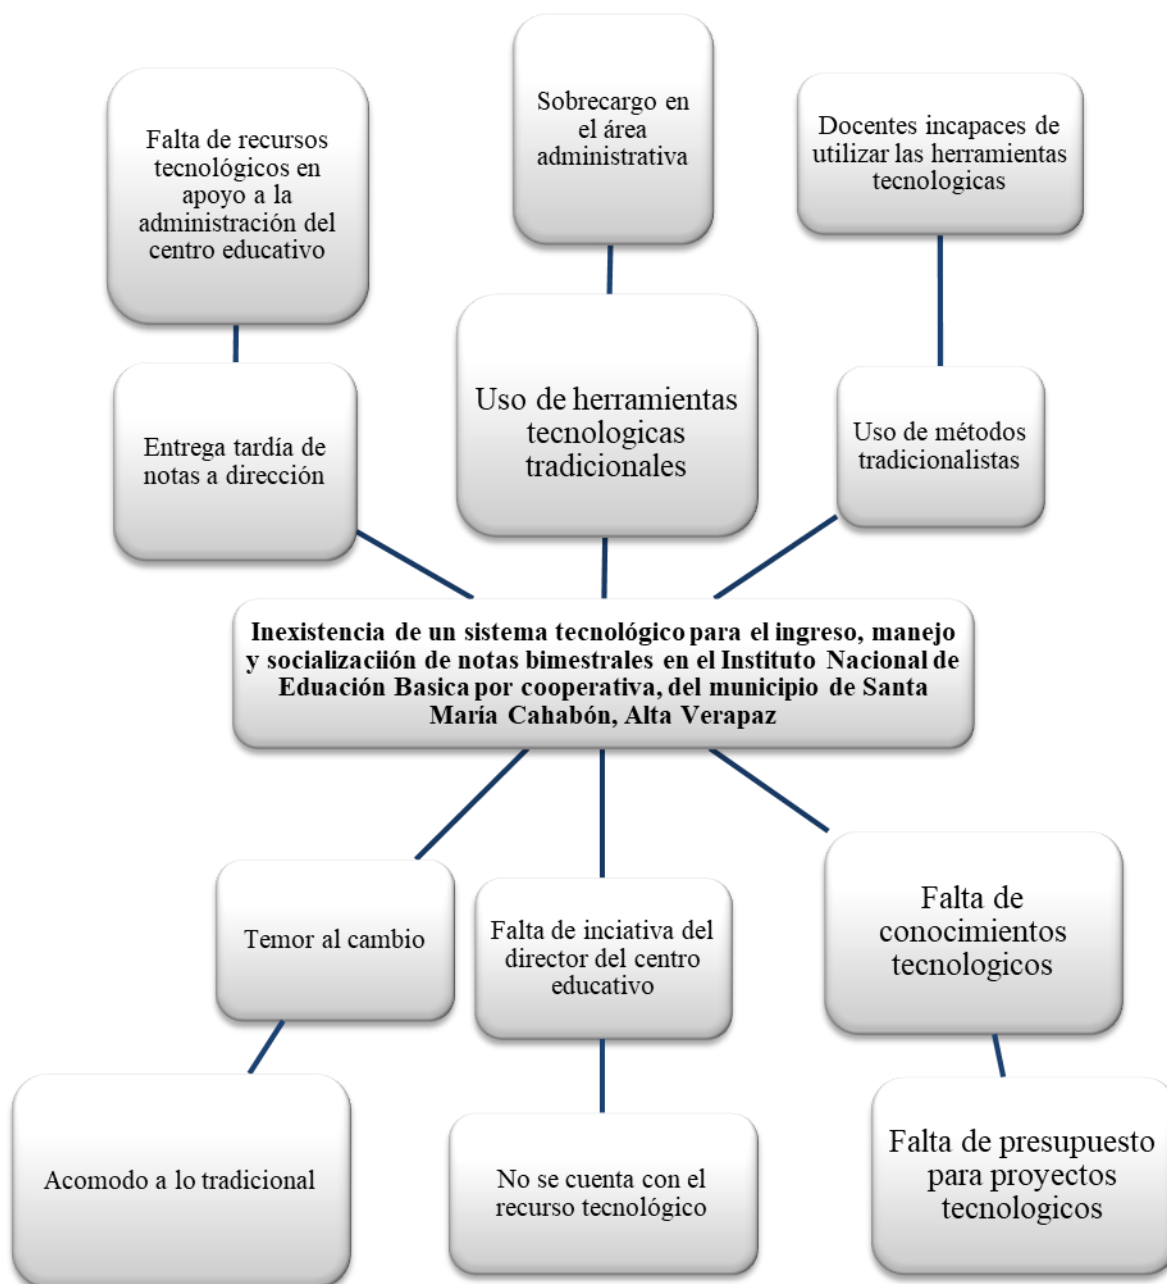 Falta de recursos
tecnológicos en
apoyo a la
administración del
centro educativo
Sobrecargo en
el área
administrativa
Docentes incapaces de
utilizar las herramientas
tecnologicas
Entrega tardía de
notas a dirección
Uso de herramientas
tecnologicas
tradicionales
Uso de métodos
tradicionalistas
Inexistencia de un sistema tecnológico para el ingreso, manejo
y socializaciión de notas bimestrales en el Instituto Nacional de
Eduación Basica por cooperativa, del municipio de Santa
María Cahabón, Alta Verapaz
Temor al cambio
Falta de inciativa del
director del centro
educativo
Falta de
conocimientos
tecnologicos
Acomodo a lo tradicional
No se cuenta con el
recurso tecnológico
Falta de presupuesto
para proyectos
tecnologicos